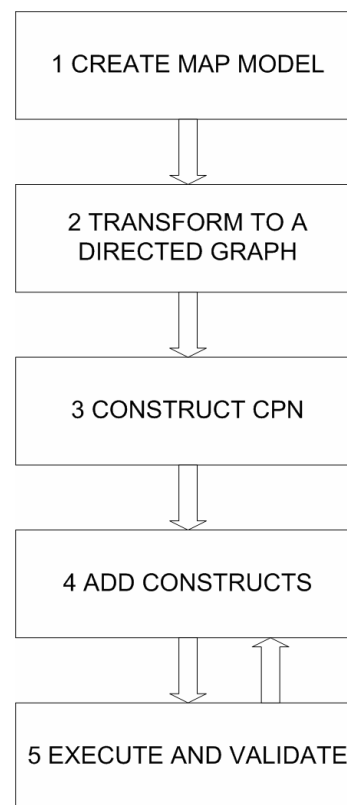 1 CREATE MAP MODEL
2 TRANSFORM TO A
DIRECTED GRAPH
3 CONSTRUCT CPN
4 ADD CONSTRUCTS
5 EXECUTE AND VALIDATE